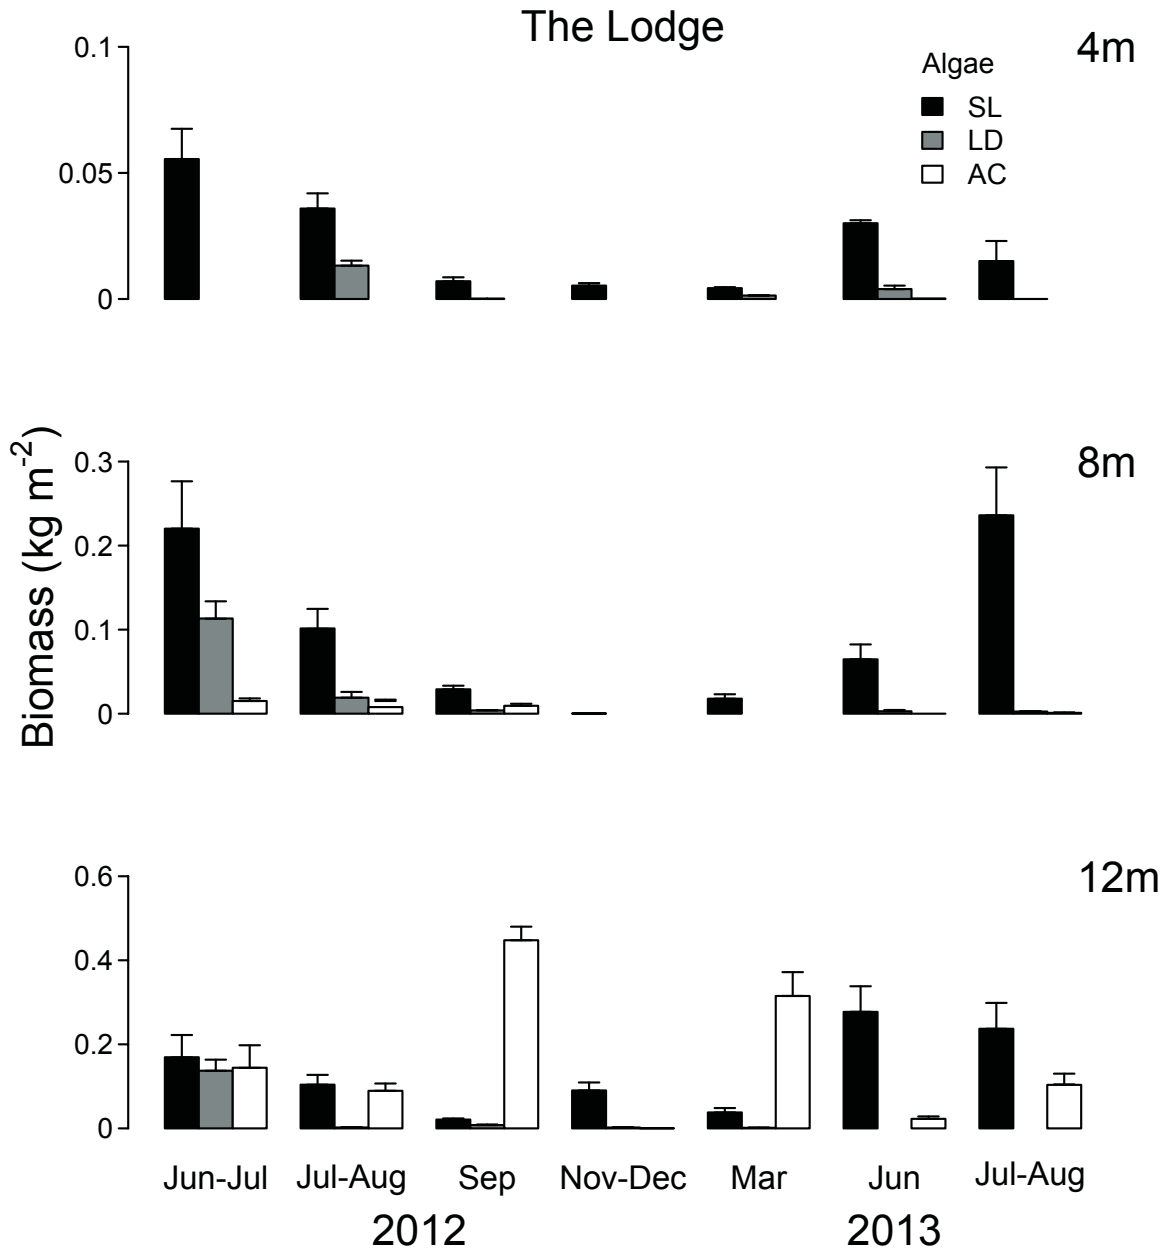 The Lodge
4m
Algae
SL
LD
AC
0.1
0.05
0
8m
0.3
0.2
0.1
0
Biomass (kg m-2)
12m
0.6
0.4
0.2
0
Jun-Jul Jul-Aug Sep Nov-Dec Mar Jun Jul-Aug
2012 2013